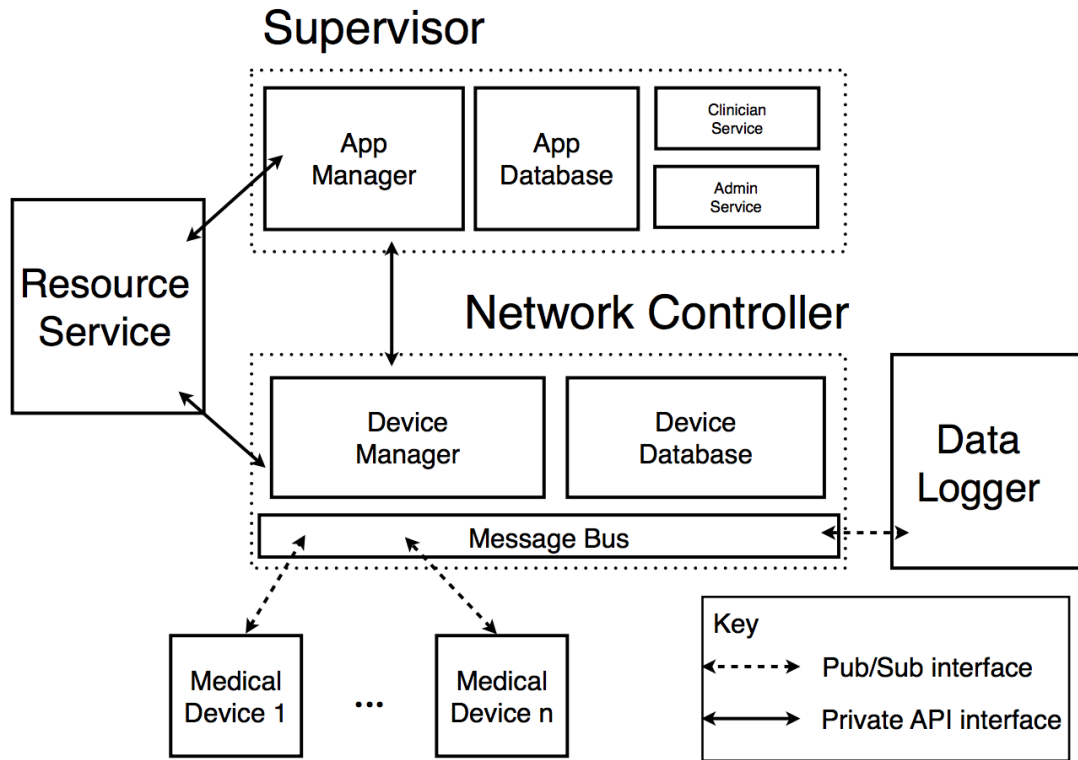 Supervisor
App
Manager
App
Database
Clinician
Service
Admin
Service
Resource
Service
Network Controller
Device
Manager
Device
Database
Data
Logger
Message Bus
Medical
Device 1
...
Medical
Device n
Key
Pub/Sub interface
Private API interface